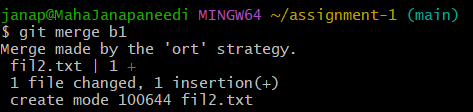 janap@MahaJanapaneedi MINGW64 ~/assignment-1 (main)
$ git merge b1
Merge made by the 'ort' strategy.
 fil2.txt | 1 +
 1 file changed, 1 insertion(+)
 create mode 100644 fil2.txt